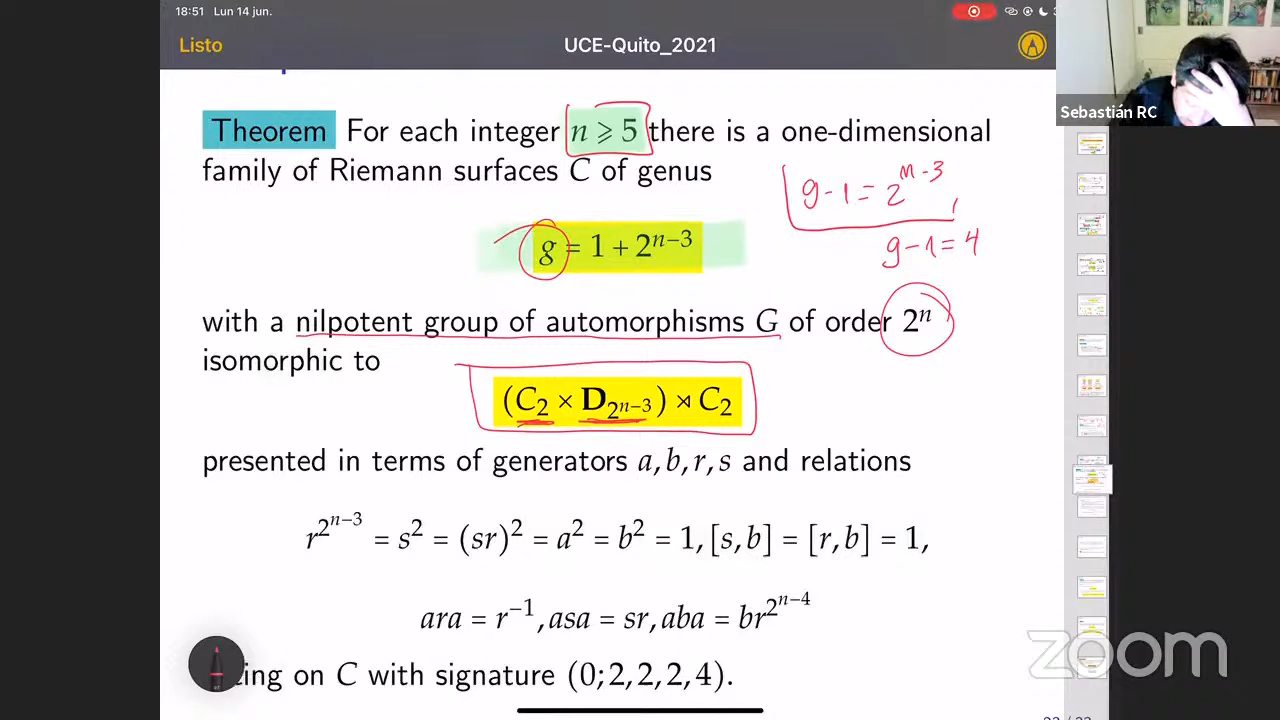 18:51 Lun 14 jun.
Listo
UCE-Quito_2021
Sebastián RC
Theorem For each integer n ⩾ 5 there is a one-dimensional
family of Riemann surfaces C of genus
g − 1 = 2^{n−3}
g = 1 + 2^{n−3}
g − 1 = 4
with a nilpotent group of automorphisms G of order 2^n
isomorphic to
(C_2 × D_{2^{n−3}}) ⋊ C_2
presented in terms of generators a, b, r, s and relations
r^{2^{n−3}} = s^2 = (sr)^2 = a^2 = b^2 = 1, [s, b] = [r, b] = 1,
ara = r^{−1}, asa = sr, aba = br^{2^{n−4}}
ing on C with signature (0; 2, 2, 2, 4).
zoom